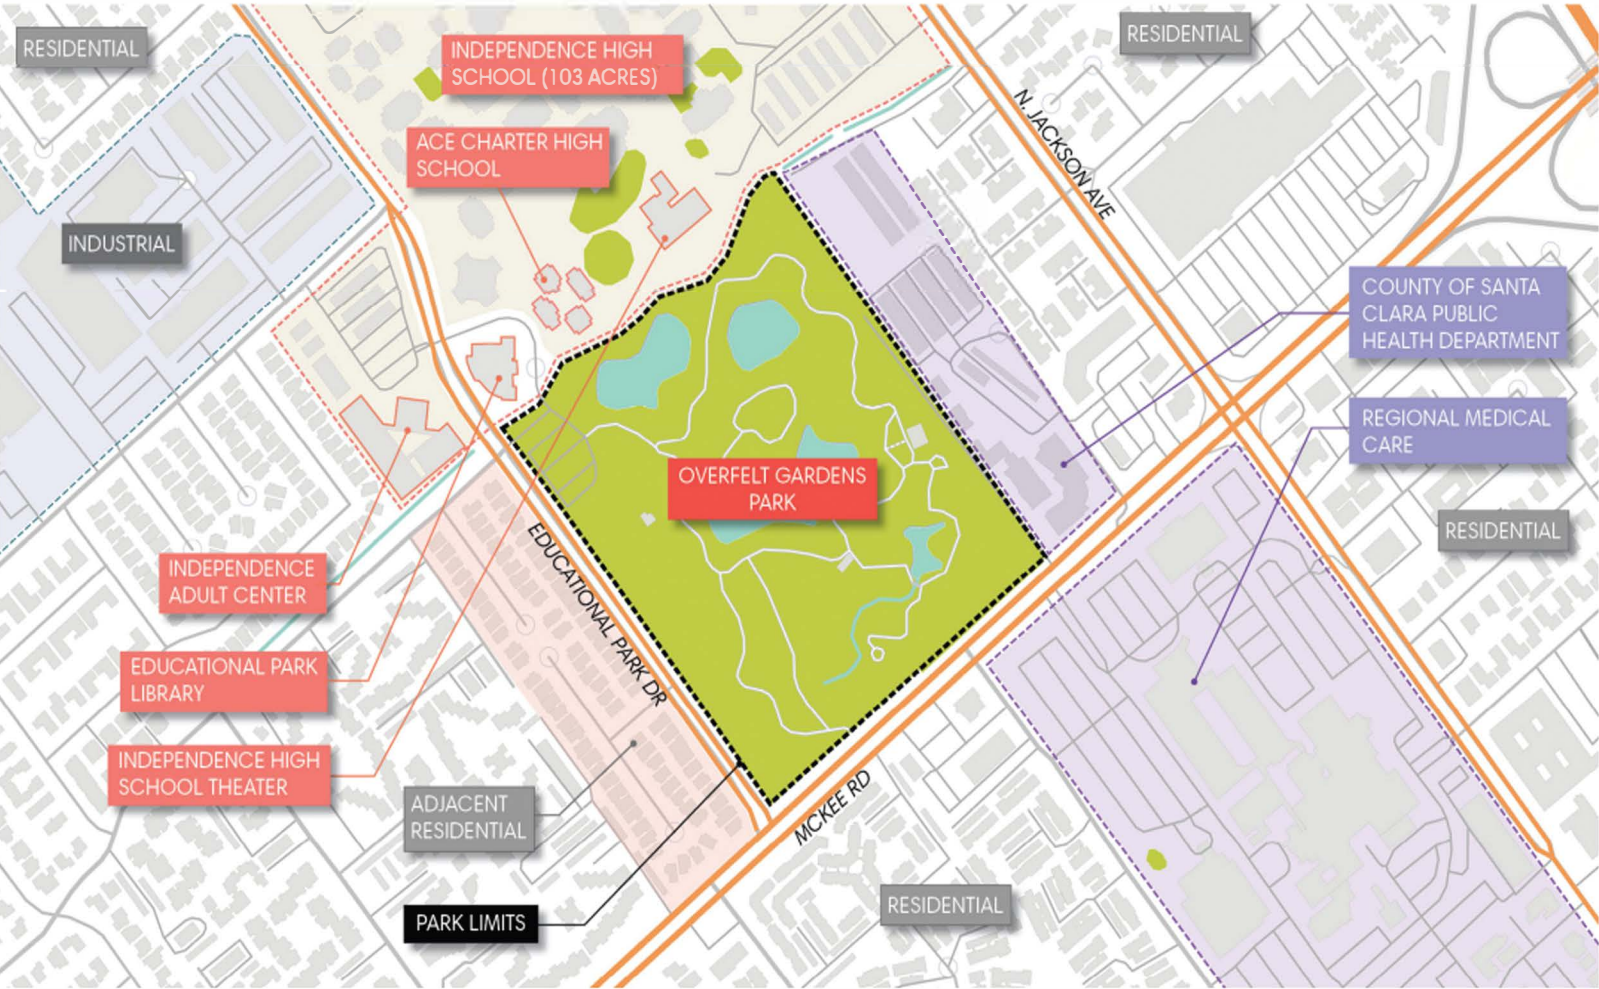 RESIDENTIAL
INDEPENDENCE HIGH
SCHOOL (103 ACRES)
RESIDENTIAL
ACE CHARTER HIGH
SCHOOL
N. JACKSON AVE
INDUSTRIAL
COUNTY OF SANTA
CLARA PUBLIC
HEALTH DEPARTMENT
REGIONAL MEDICAL
CARE
OVERFELT GARDENS
PARK
RESIDENTIAL
EDUCATIONAL PARK DR
INDEPENDENCE
ADULT CENTER
EDUCATIONAL PARK
LIBRARY
INDEPENDENCE HIGH
SCHOOL THEATER
ADJACENT
RESIDENTIAL
MCKEE RD
PARK LIMITS
RESIDENTIAL